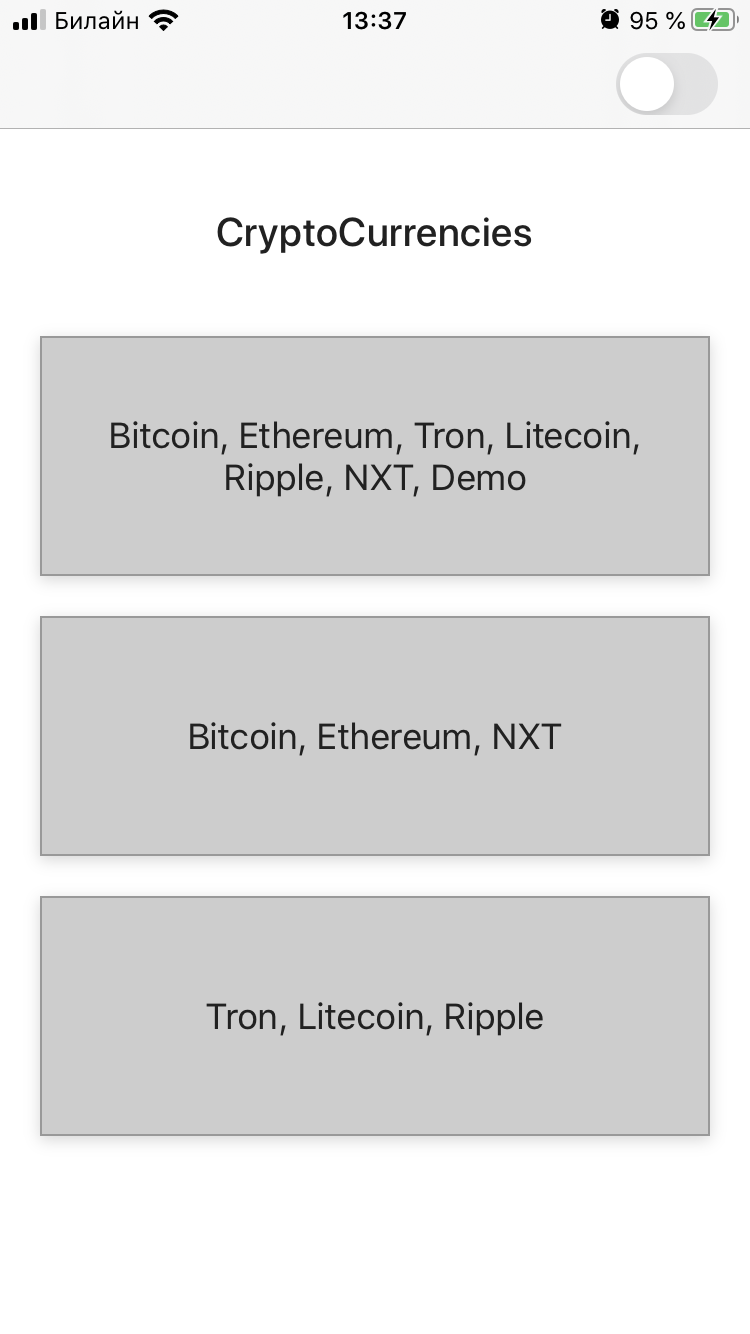 Билайн 13:37 95 %
CryptoCurrencies
Bitcoin, Ethereum, Tron, Litecoin,
Ripple, NXT, Demo
Bitcoin, Ethereum, NXT
Tron, Litecoin, Ripple